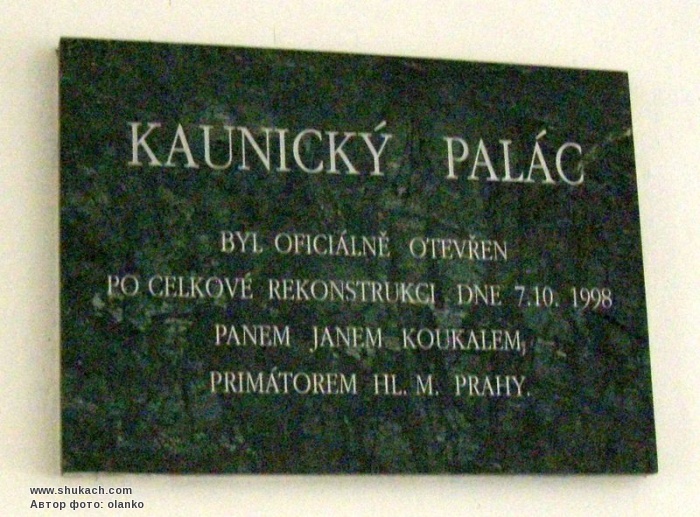 KAUNICKÝ PALÁC
BYL OFICIÁLNĚ OTEVŘEN
PO CELKOVÉ REKONSTRUKCI DNE 7.10. 1998
PANEM JANEM KOUKALEM,
PRIMÁTOREM HL. M. PRAHY.
www.shukach.com
Автор фото: olanko